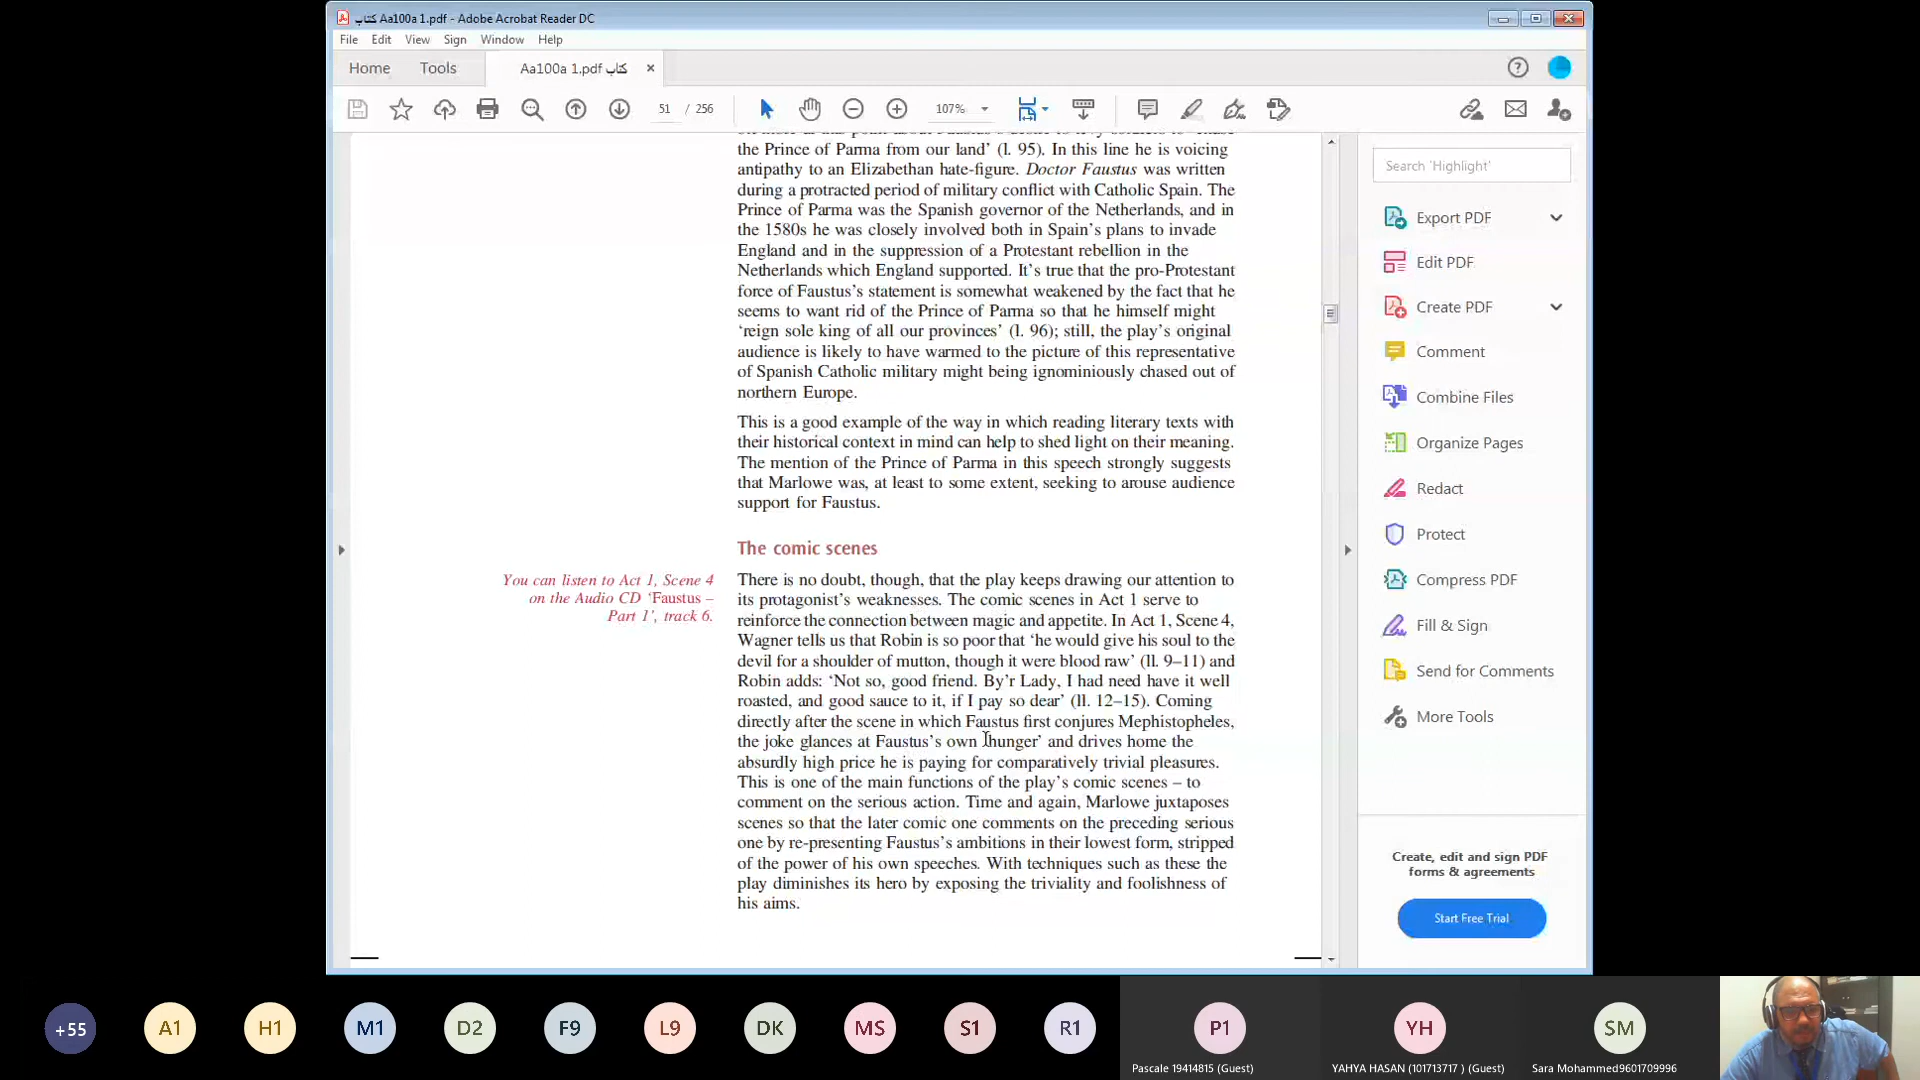 كتاب Aa100a 1.pdf - Adobe Acrobat Reader DC
File Edit View Sign Window Help
Home Tools Aa100a 1.pdf كتاب
51 / 256 107%
the Prince of Parma from our land’ (l. 95). In this line he is voicing
antipathy to an Elizabethan hate-figure. Doctor Faustus was written
during a protracted period of military conflict with Catholic Spain. The
Prince of Parma was the Spanish governor of the Netherlands, and in
the 1580s he was closely involved both in Spain’s plans to invade
England and in the suppression of a Protestant rebellion in the
Netherlands which England supported. It’s true that the pro-Protestant
force of Faustus’s statement is somewhat weakened by the fact that he
seems to want rid of the Prince of Parma so that he himself might
‘reign sole king of all our provinces’ (l. 96); still, the play’s original
audience is likely to have warmed to the picture of this representative
of Spanish Catholic military might being ignominiously chased out of
northern Europe.
This is a good example of the way in which reading literary texts with
their historical context in mind can help to shed light on their meaning.
The mention of the Prince of Parma in this speech strongly suggests
that Marlowe was, at least to some extent, seeking to arouse audience
support for Faustus.
The comic scenes
You can listen to Act 1, Scene 4
on the Audio CD ‘Faustus –
Part 1’, track 6.
There is no doubt, though, that the play keeps drawing our attention to
its protagonist’s weaknesses. The comic scenes in Act 1 serve to
reinforce the connection between magic and appetite. In Act 1, Scene 4,
Wagner tells us that Robin is so poor that ‘he would give his soul to the
devil for a shoulder of mutton, though it were blood raw’ (ll. 9–11) and
Robin adds: ‘Not so, good friend. By’r Lady, I had need have it well
roasted, and good sauce to it, if I pay so dear’ (ll. 12–15). Coming
directly after the scene in which Faustus first conjures Mephistopheles,
the joke glances at Faustus’s own ‘hunger’ and drives home the
absurdly high price he is paying for comparatively trivial pleasures.
This is one of the main functions of the play’s comic scenes – to
comment on the serious action. Time and again, Marlowe juxtaposes
scenes so that the later comic one comments on the preceding serious
one by re-presenting Faustus’s ambitions in their lowest form, stripped
of the power of his own speeches. With techniques such as these the
play diminishes its hero by exposing the triviality and foolishness of
his aims.
Search 'Highlight'
Export PDF
Edit PDF
Create PDF
Comment
Combine Files
Organize Pages
Redact
Protect
Compress PDF
Fill & Sign
Send for Comments
More Tools
Create, edit and sign PDF
forms & agreements
Start Free Trial
+55 A1 H1 M1 D2 F9 L9 DK MS S1 R1 P1 YH SM
Pascale 19414815 (Guest) YAHYA HASAN (101713717 ) (Guest) Sara Mohammed9601709996